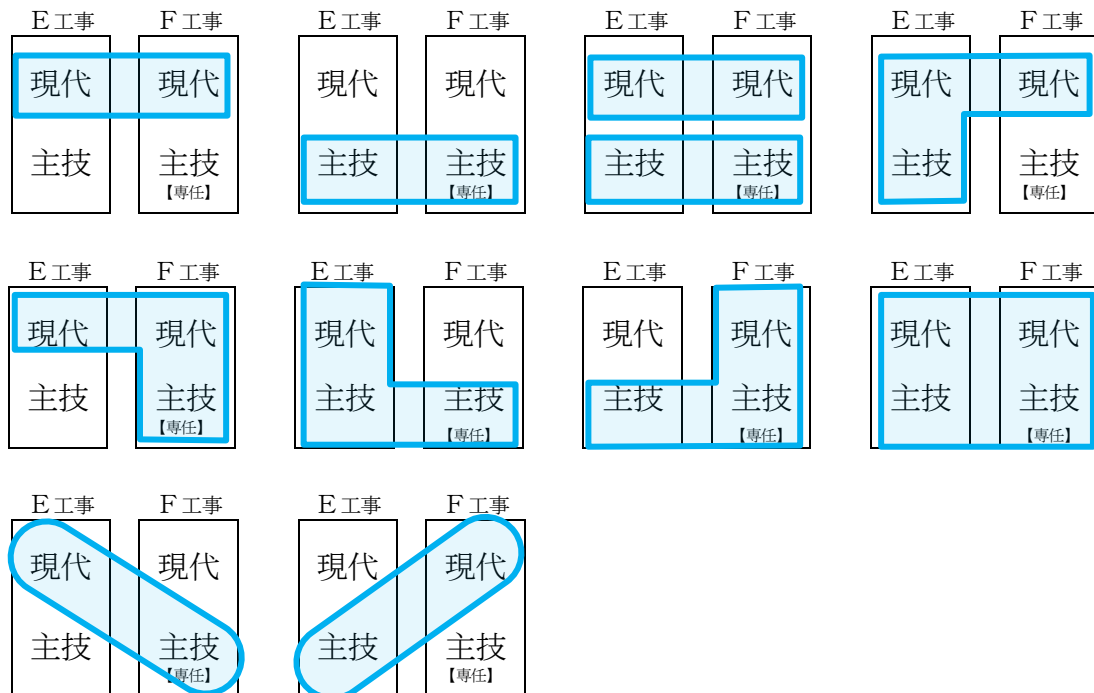 E工事 F工事 E工事 F工事 E工事 F工事 E工事 F工事
現代 現代 現代 現代 現代 現代 現代 現代
主技 主技 主技 主技 主技 主技 主技 主技
【専任】 【専任】 【専任】 【専任】
E工事 F工事 E工事 F工事 E工事 F工事 E工事 F工事
現代 現代 現代 現代 現代 現代 現代 現代
主技 主技 主技 主技 主技 主技 主技 主技
【専任】 【専任】 【専任】 【専任】
E工事 F工事 E工事 F工事
現代 現代 現代 現代
主技 主技 主技 主技
【専任】 【専任】